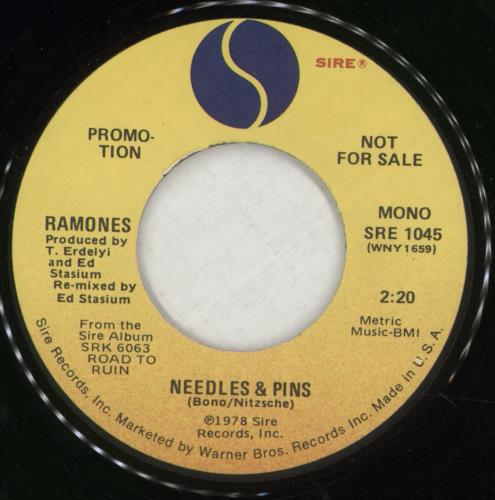 SIRE®
PROMO-
TION
NOT
FOR SALE
RAMONES
Produced by
T. Erdelyi
and Ed
Stasium
Re-mixed by
Ed Stasium
MONO
SRE 1045
(WNY 1659)
2:20
Metric
Music-BMI
From the
Sire Album
SRK 6063
ROAD TO
RUIN
NEEDLES & PINS
(Bono/Nitzsche)
℗1978 Sire
Records, Inc.
Sire Records, Inc. Marketed by Warner Bros. Records Inc. Made in U.S.A.